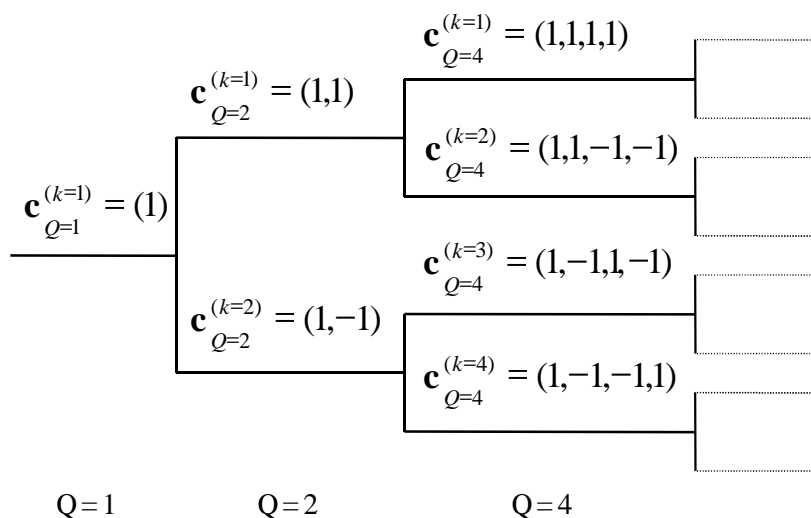 c_{Q=4}^{(k=1)} = (1,1,1,1)
c_{Q=2}^{(k=1)} = (1,1)
c_{Q=4}^{(k=2)} = (1,1,−1,−1)
c_{Q=1}^{(k=1)} = (1)
c_{Q=4}^{(k=3)} = (1,−1,1,−1)
c_{Q=2}^{(k=2)} = (1,−1)
c_{Q=4}^{(k=4)} = (1,−1,−1,1)
Q = 1 Q = 2 Q = 4